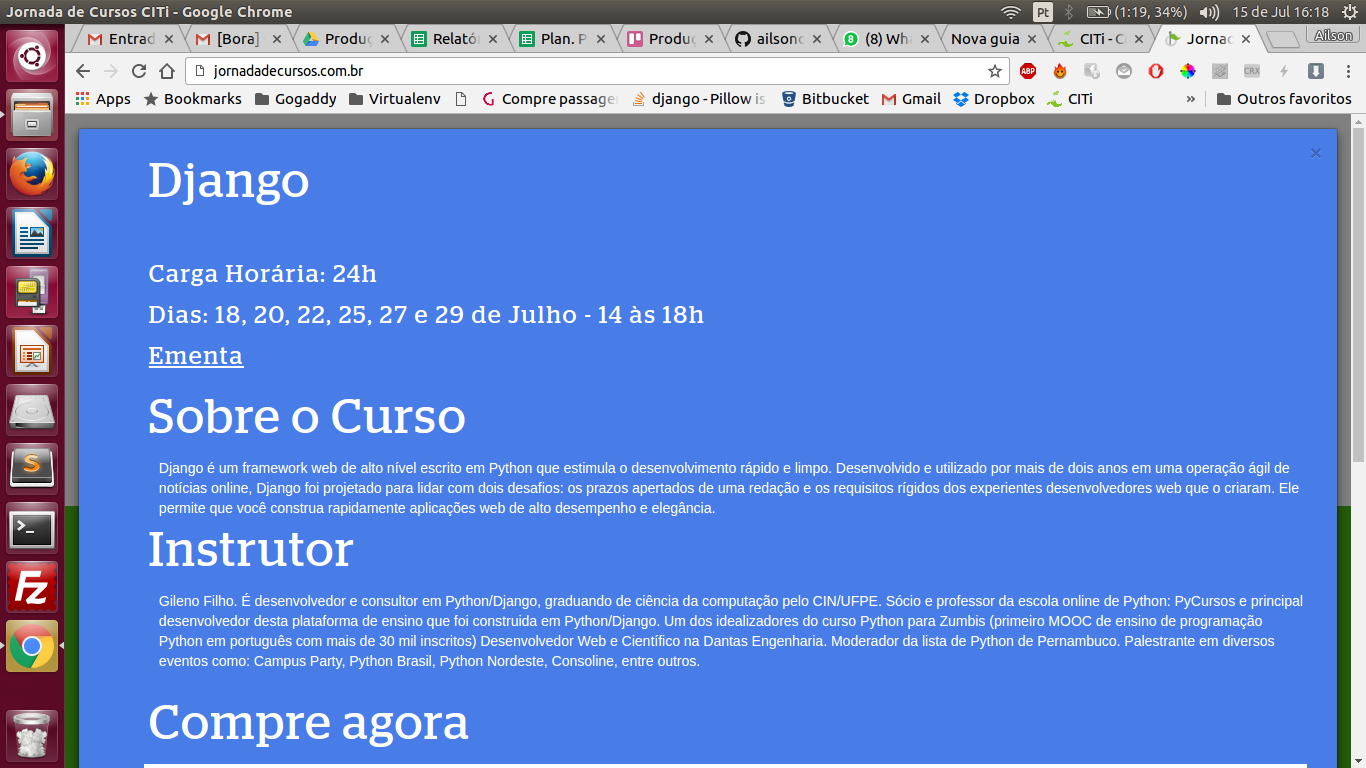 Jornada de Cursos CITi - Google Chrome
Pt
(1:19, 34%)
15 de Jul 16:18
Entrad
[Bora]
Produç
Relatór
Plan. P
Produç
ailsonc
(8) Wha
Nova guia
CITi - C
Jornad
Ailson
jornadadecursos.com.br
ABP
CRX
Apps
Bookmarks
Gogaddy
Virtualenv
Compre passage
django - Pillow is
Bitbucket
Gmail
Dropbox
CITi
»
Outros favoritos
×
Django
Carga Horária: 24h
Dias: 18, 20, 22, 25, 27 e 29 de Julho - 14 às 18h
Ementa
Sobre o Curso
Django é um framework web de alto nível escrito em Python que estimula o desenvolvimento rápido e limpo. Desenvolvido e utilizado por mais de dois anos em uma operação ágil de
notícias online, Django foi projetado para lidar com dois desafios: os prazos apertados de uma redação e os requisitos rígidos dos experientes desenvolvedores web que o criaram. Ele
permite que você construa rapidamente aplicações web de alto desempenho e elegância.
Instrutor
Gileno Filho. É desenvolvedor e consultor em Python/Django, graduando de ciência da computação pelo CIN/UFPE. Sócio e professor da escola online de Python: PyCursos e principal
desenvolvedor desta plataforma de ensino que foi construida em Python/Django. Um dos idealizadores do curso Python para Zumbis (primeiro MOOC de ensino de programação
Python em português com mais de 30 mil inscritos) Desenvolvedor Web e Científico na Dantas Engenharia. Moderador da lista de Python de Pernambuco. Palestrante em diversos
eventos como: Campus Party, Python Brasil, Python Nordeste, Consoline, entre outros.
Compre agora